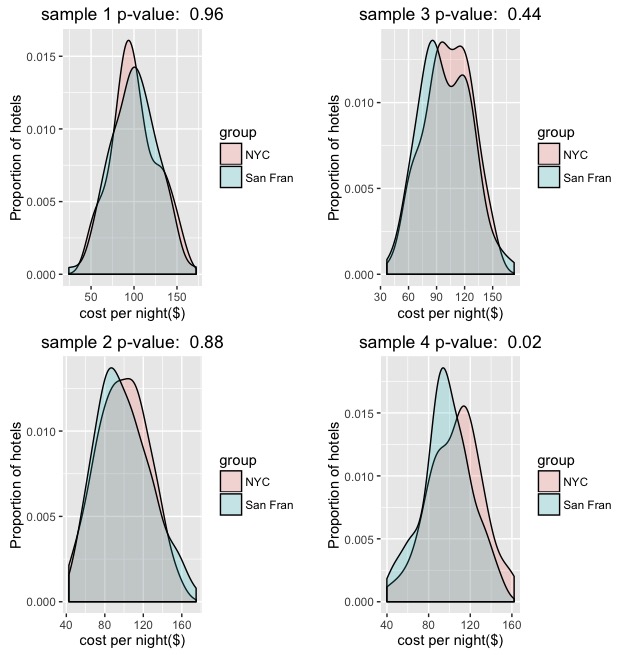 sample 1 p-value: 0.96
Proportion of hotels
0.015
0.010
0.005
0.000
50 100 150
cost per night($)
group
NYC
San Fran
sample 3 p-value: 0.44
Proportion of hotels
0.010
0.005
0.000
30 60 90 120 150
cost per night($)
group
NYC
San Fran
sample 2 p-value: 0.88
Proportion of hotels
0.010
0.005
0.000
40 80 120 160
cost per night($)
group
NYC
San Fran
sample 4 p-value: 0.02
Proportion of hotels
0.015
0.010
0.005
0.000
40 80 120 160
cost per night($)
group
NYC
San Fran